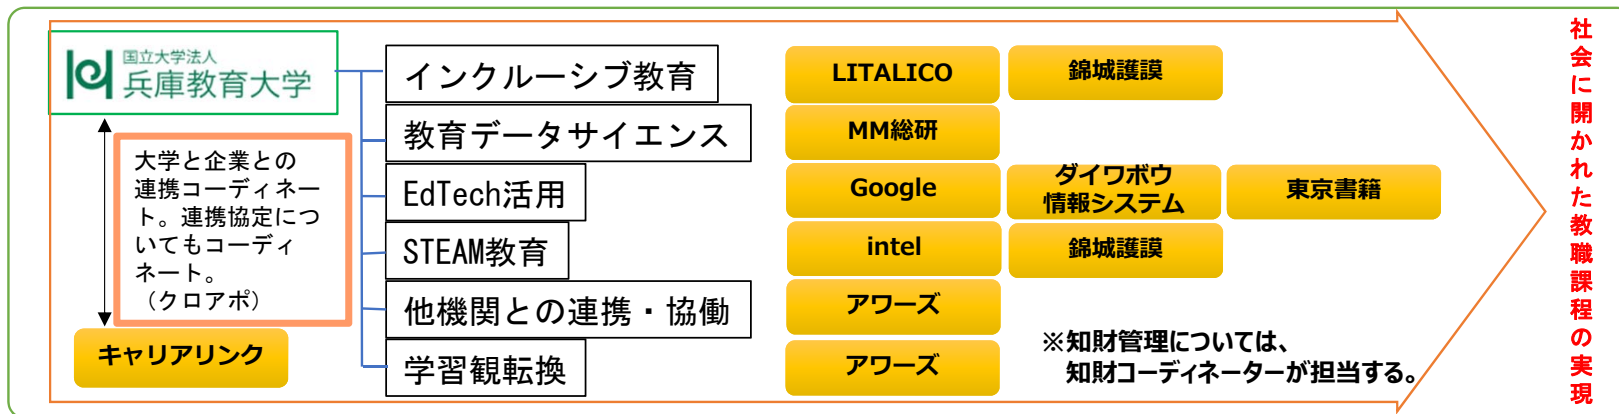 国立大学法人
兵庫教育大学
大学と企業との
連携コーディネー
ト。連携協定につ
いてもコーディ
ネート。
（クロアポ）
キャリアリンク
インクルーシブ教育
LITALICO
錦城護謨
教育データサイエンス
MM総研
EdTech活用
Google
ダイワボウ
情報システム
東京書籍
STEAM教育
intel
錦城護謨
他機関との連携・協働
アワーズ
学習観転換
アワーズ
※知財管理については、
知財コーディネーターが担当する。
社会に開かれた教職課程の実現